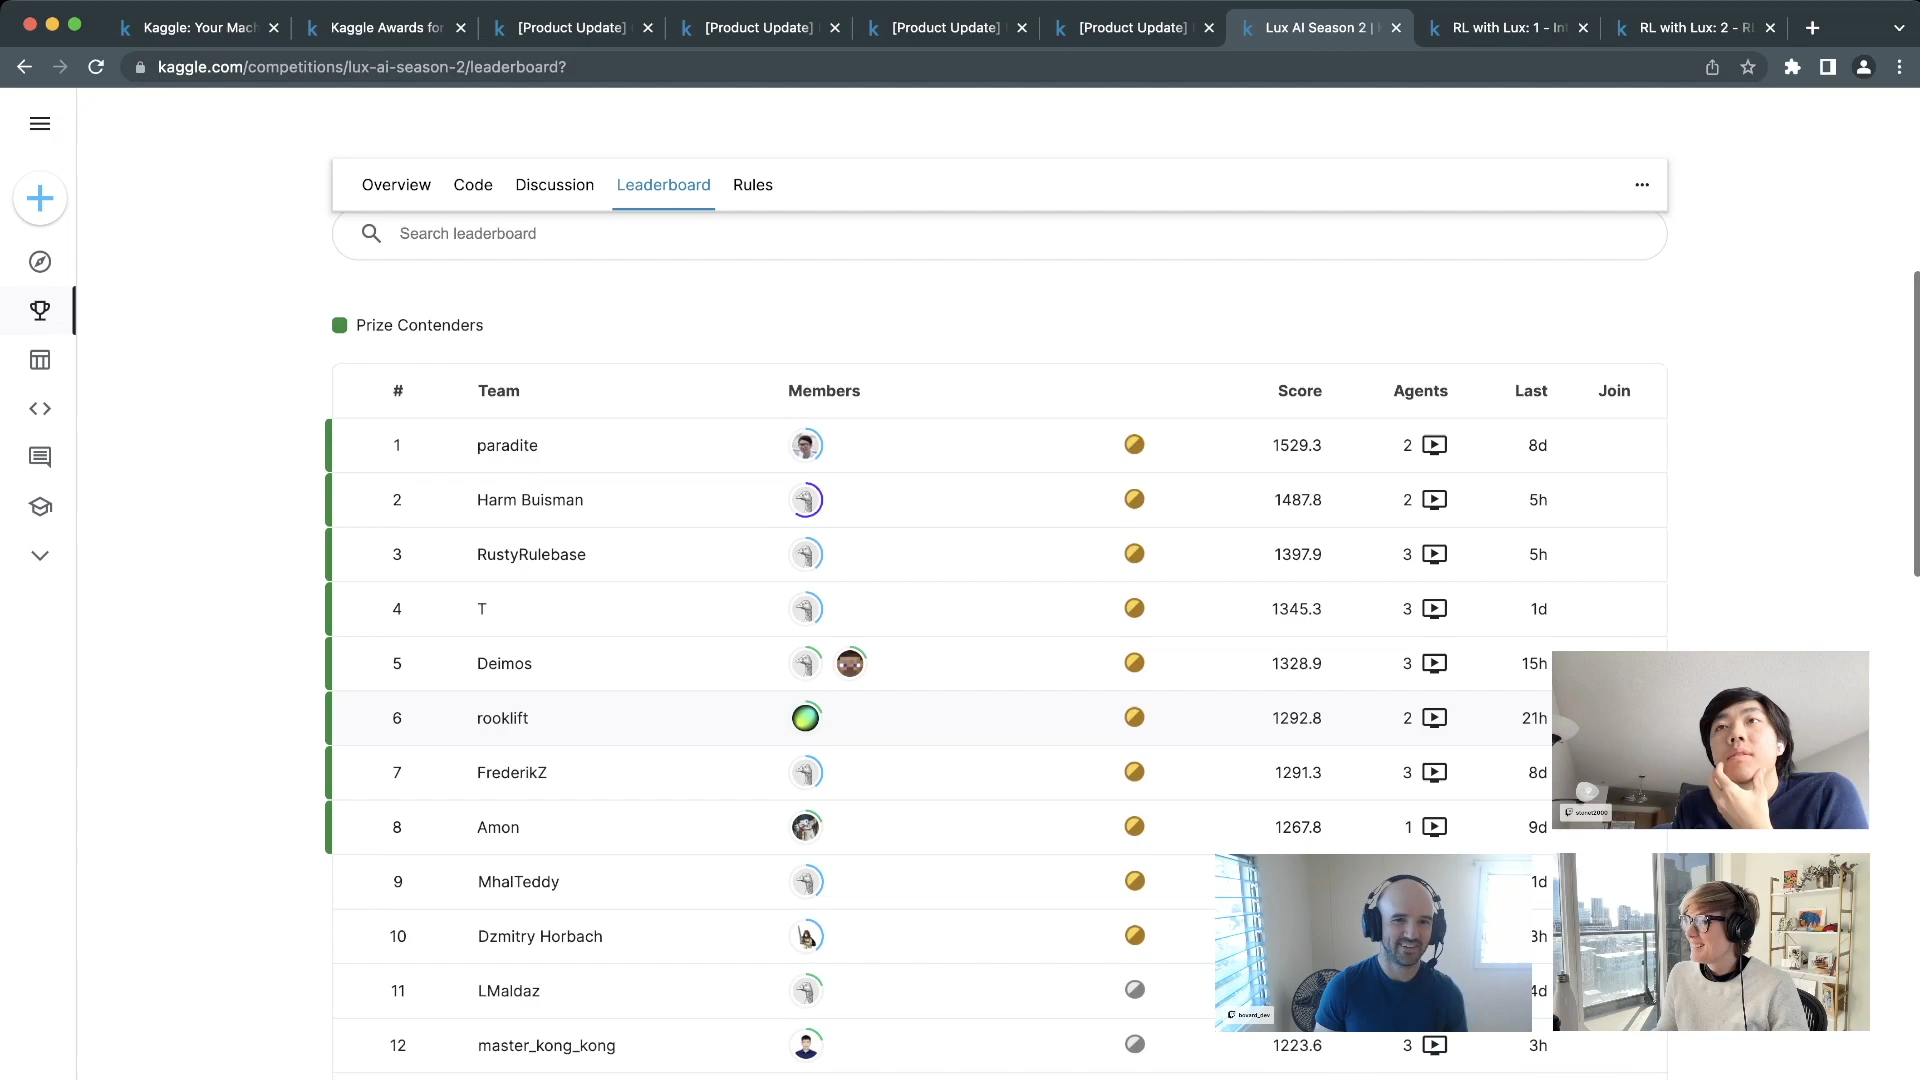 Kaggle: Your Mach
Kaggle Awards for
[Product Update]
[Product Update]
[Product Update]
[Product Update]
Lux AI Season 2 |
RL with Lux: 1 - Int
RL with Lux: 2 - RL
kaggle.com/competitions/lux-ai-season-2/leaderboard?
Overview Code Discussion Leaderboard Rules
Search leaderboard
Prize Contenders
# Team Members Score Agents Last Join
1 paradite 1529.3 2 8d
2 Harm Buisman 1487.8 2 5h
3 RustyRulebase 1397.9 3 5h
4 T 1345.3 3 1d
5 Deimos 1328.9 3 15h
6 rooklift 1292.8 2 21h
7 FrederikZ 1291.3 3 8d
8 Amon 1267.8 1 9d
stonet2000
9 MhalTeddy 1d
10 Dzmitry Horbach 3h
11 LMaldaz 4d
bovard_dev
12 master_kong_kong 1223.6 3 3h